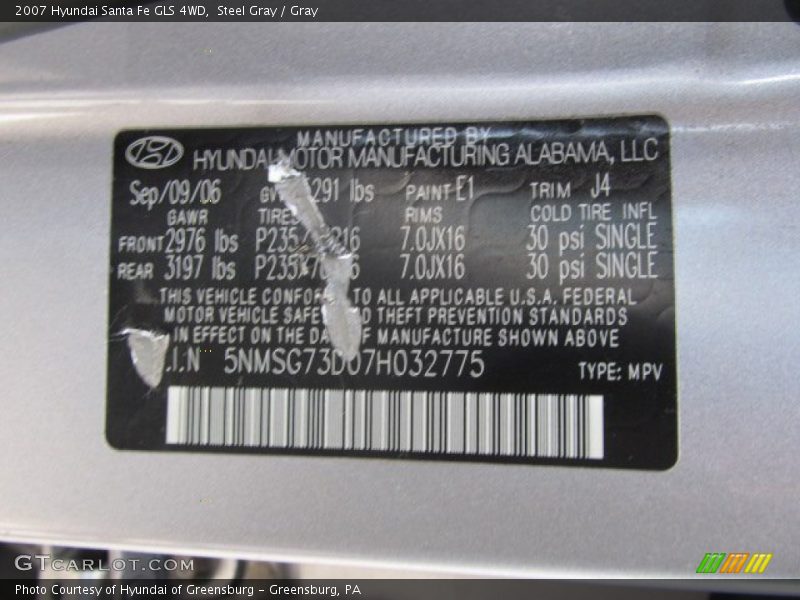 2007 Hyundai Santa Fe GLS 4WD, Steel Gray / Gray
MANUFACTURED BY
HYUNDAI MOTOR MANUFACTURING ALABAMA, LLC
Sep/09/06 5291 lbs PAINT E1 TRIM J4
GAWR TIRES RIMS COLD TIRE INFL
FRONT 2976 lbs 7.0JX16 30 psi SINGLE
REAR 3197 lbs 7.0JX16 30 psi SINGLE
THIS VEHICLE TO ALL APPLICABLE U.S.A. FEDERAL
MOTOR VEHICLE THEFT PREVENTION STANDARDS
IN EFFECT ON THE DATE OF MANUFACTURE SHOWN ABOVE
.I.N 5NMSG73D07H032775 TYPE: MPV
GTCARLOT.COM
Photo Courtesy of Hyundai of Greensburg - Greensburg, PA